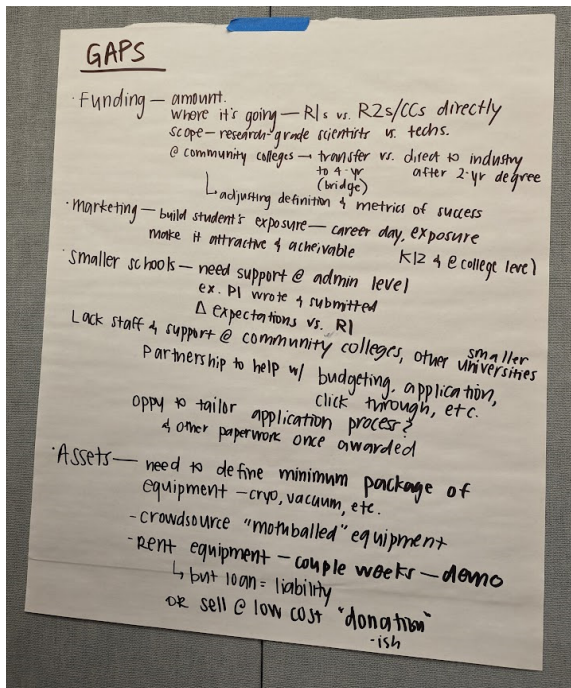 GAPS
· Funding — amount.
where it's going — R1s vs. R2s/CCs directly
scope — research-grade scientists vs. techs.
@ community colleges → transfer vs. direct to industry
to 4-yr after 2-yr degree
(bridge)
↳ adjusting definition & metrics of success
· marketing — build student's exposure — career day, exposure
make it attractive & acheivable K12 & @ college level
· Smaller schools — need support @ admin level
ex. PI wrote & submitted
Δ expectations vs. R1
Lack staff & support @ community colleges, other smaller
universities
Partnership to help w/ budgeting, application,
click through, etc.
oppy to tailor application process?
& other paperwork once awarded
· Assets — need to define minimum package of
equipment — cryo, vacuum, etc.
- crowdsource "mothballed" equipment
- Rent equipment — couple weeks — demo
↳ but loan = liability
OR sell @ low cost "donation"
-ish